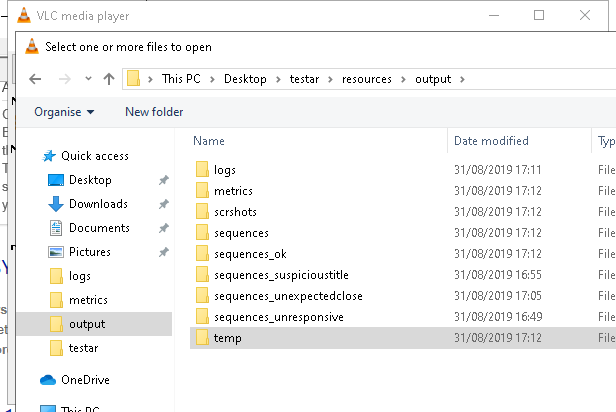 VLC media player
Select one or more files to open
This PC > Desktop > testar > resources > output >
Organise New folder
Name Date modified Typ
Quick access
Desktop
Downloads
Documents
Pictures
logs
metrics
output
testar
OneDrive
This PC
logs 31/08/2019 17:11 File
metrics 31/08/2019 17:12 File
scrshots 31/08/2019 17:12 File
sequences 31/08/2019 17:12 File
sequences_ok 31/08/2019 17:12 File
sequences_suspicioustitle 31/08/2019 16:55 File
sequences_unexpectedclose 31/08/2019 17:05 File
sequences_unresponsive 31/08/2019 16:49 File
temp 31/08/2019 17:12 File